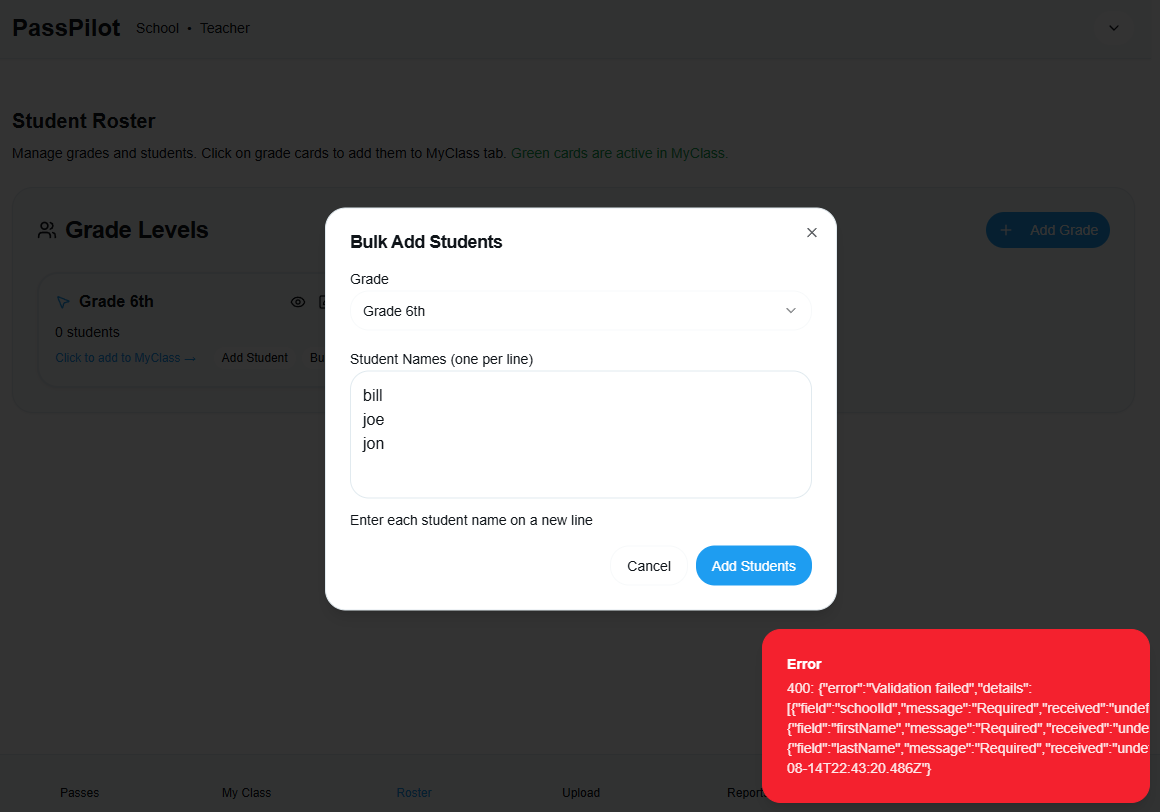 PassPilot School • Teacher
Student Roster
Manage grades and students. Click on grade cards to add them to MyClass tab. Green cards are active in MyClass.
Grade Levels
+ Add Grade
Grade 6th
0 students
Click to add to MyClass → Add Student Bu
Bulk Add Students
Grade
Grade 6th
Student Names (one per line)
bill
joe
jon
Enter each student name on a new line
Cancel Add Students
Error
400: {"error":"Validation failed","details":
[{"field":"schoolId","message":"Required","received":"undef
{"field":"firstName","message":"Required","received":"unde
{"field":"lastName","message":"Required","received":"unde
08-14T22:43:20.486Z"}
Passes My Class Roster Upload Report